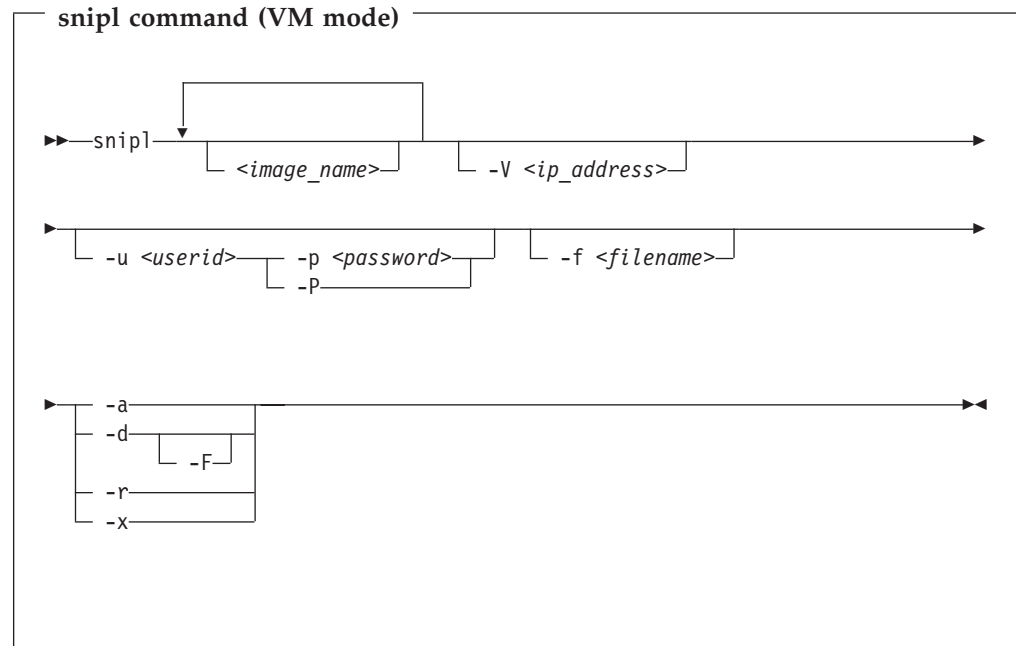 snipl command (VM mode)
snipl
<image_name>
-V <ip_address>
-u <userid>
-p <password>
-P
-f <filename>
-a
-d
-F
-r
-x